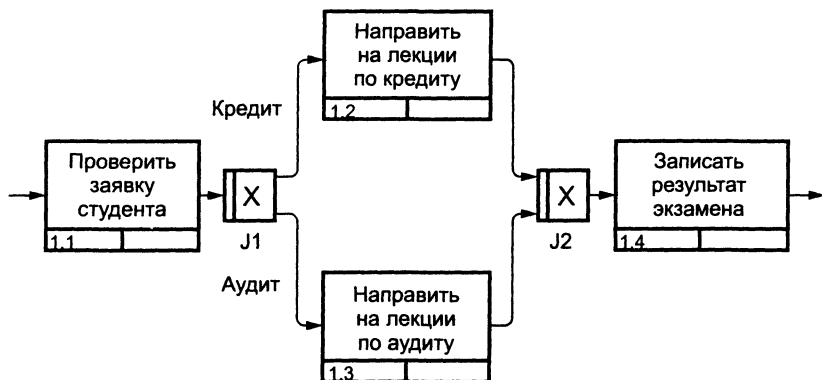 Направить
на лекции
по кредиту
1.2
Кредит
Проверить
заявку
студента
1.1
X
J1
X
J2
Записать
результат
экзамена
1.4
Аудит
Направить
на лекции
по аудиту
1.3